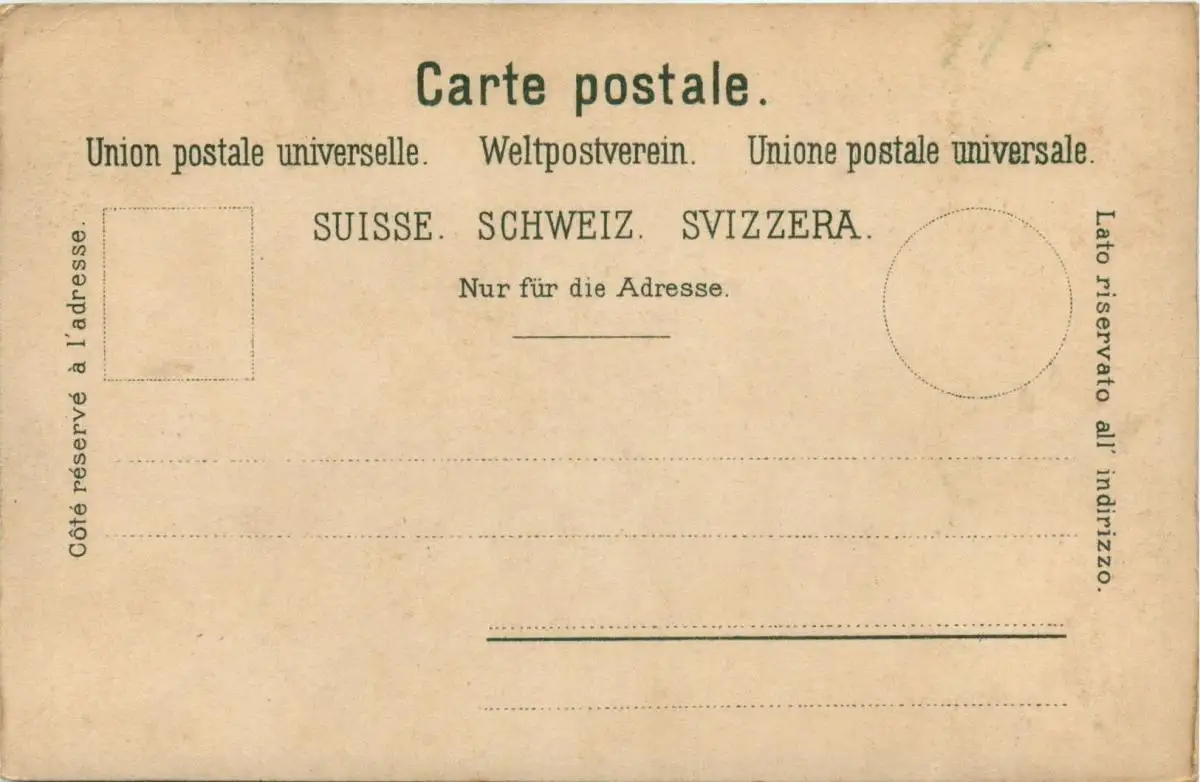 Carte postale.
Union postale universelle. Weltpostverein. Unione postale universale.
SUISSE. SCHWEIZ. SVIZZERA.
Nur für die Adresse.
Côté réservé à l'adresse.
Lato riservato all' indirizzo.